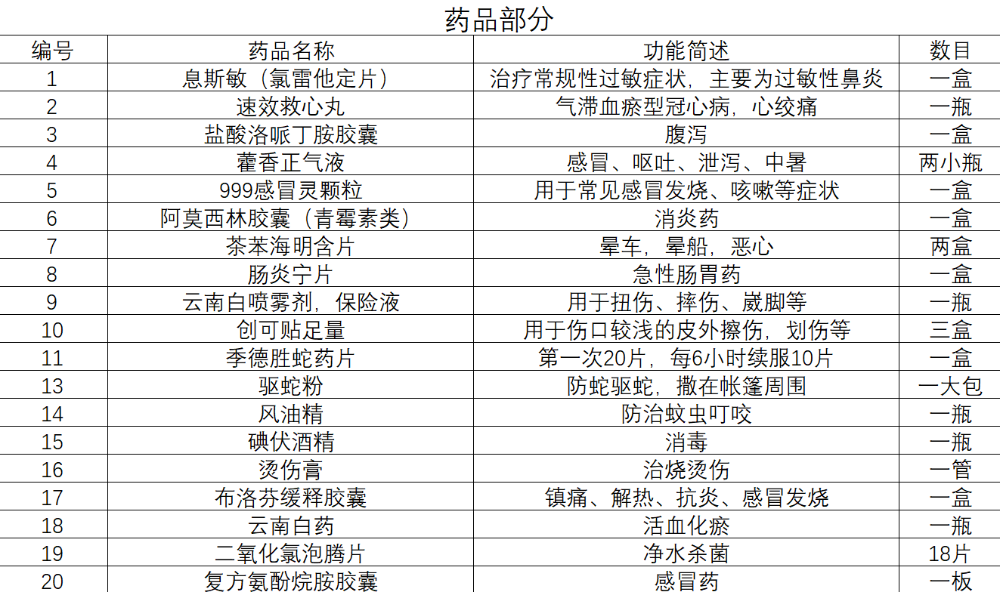 药品部分
编号 药品名称 功能简述 数目
1 息斯敏（氯雷他定片） 治疗常规性过敏症状，主要为过敏性鼻炎 一盒
2 速效救心丸 气滞血瘀型冠心病，心绞痛 一瓶
3 盐酸洛哌丁胺胶囊 腹泻 一盒
4 藿香正气液 感冒、呕吐、泄泻、中暑 两小瓶
5 999感冒灵颗粒 用于常见感冒发烧、咳嗽等症状 一盒
6 阿莫西林胶囊（青霉素类） 消炎药 一盒
7 茶苯海明含片 晕车，晕船，恶心 两盒
8 肠炎宁片 急性肠胃药 一盒
9 云南白喷雾剂，保险液 用于扭伤、摔伤、崴脚等 一瓶
10 创可贴足量 用于伤口较浅的皮外擦伤，划伤等 三盒
11 季德胜蛇药片 第一次20片，每6小时续服10片 一盒
13 驱蛇粉 防蛇驱蛇，撒在帐篷周围 一大包
14 风油精 防治蚊虫叮咬 一瓶
15 碘伏酒精 消毒 一瓶
16 烫伤膏 治烧烫伤 一管
17 布洛芬缓释胶囊 镇痛、解热、抗炎、感冒发烧 一盒
18 云南白药 活血化瘀 一瓶
19 二氧化氯泡腾片 净水杀菌 18片
20 复方氨酚烷胺胶囊 感冒药 一板